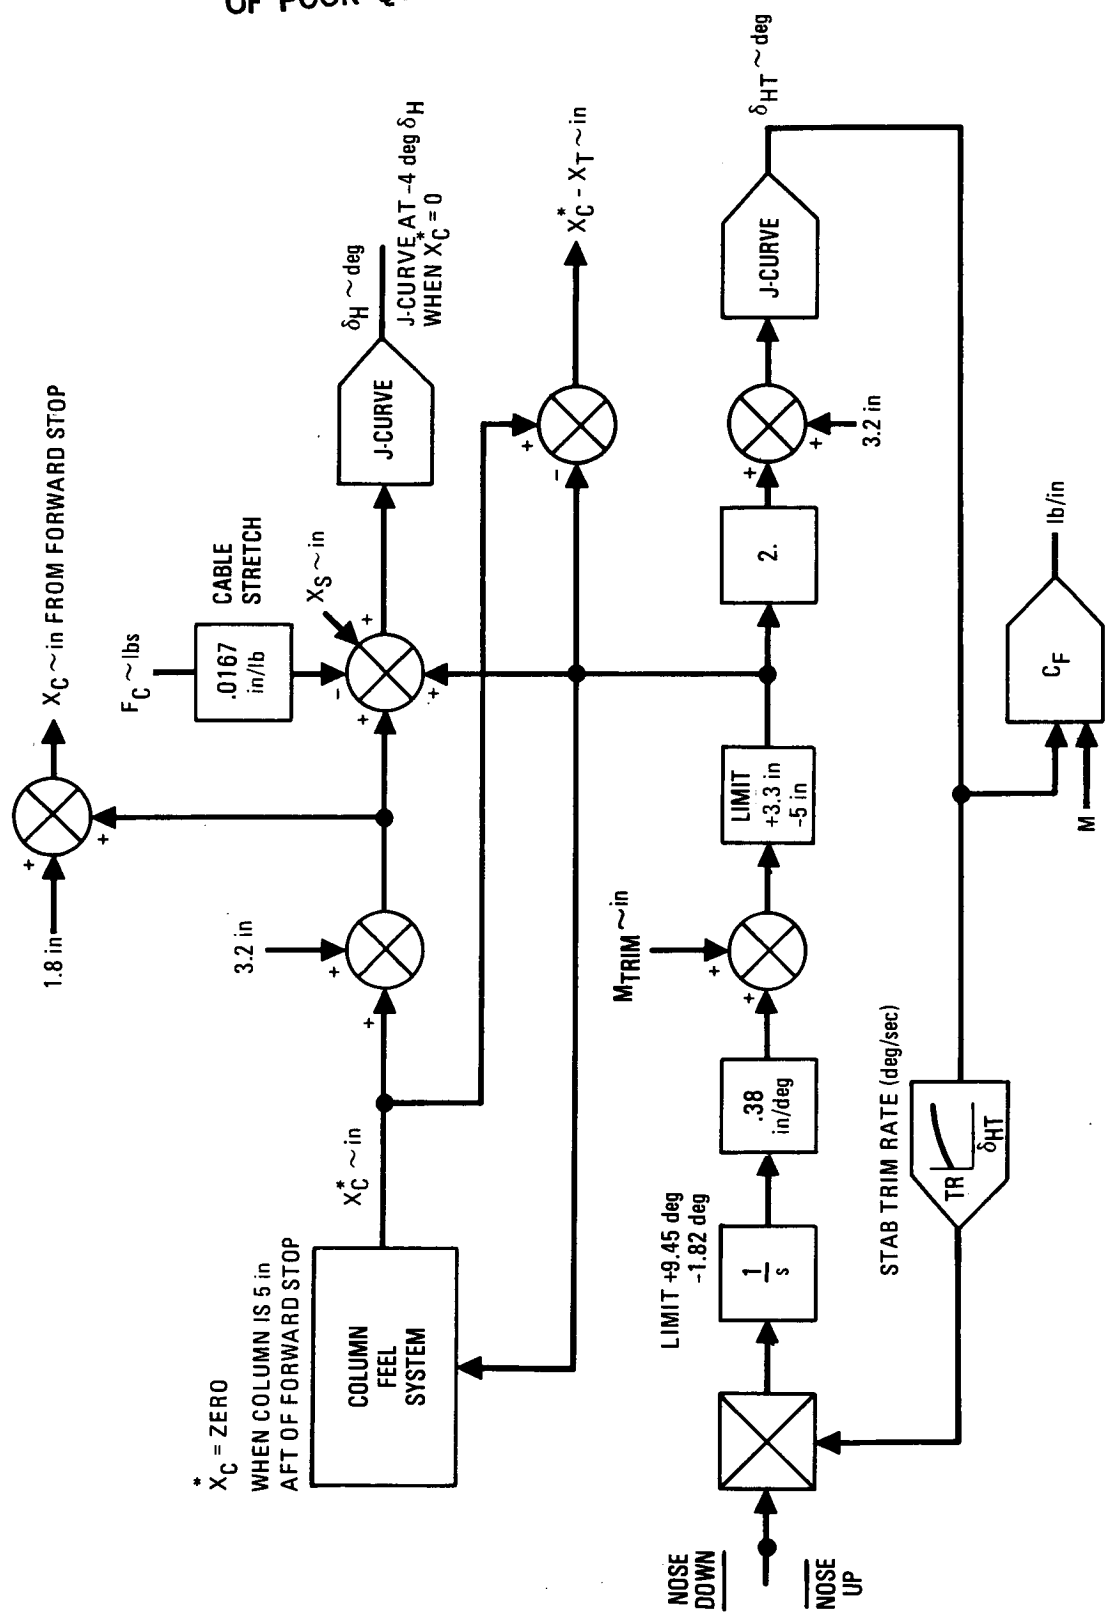 OF POOR Q
1.8 in
+
+
X_C ~ in FROM FORWARD STOP
F_C ~ lbs
CABLE
STRETCH
.0167
in/lb
X_S ~ in
3.2 in
+
+
+
−
+
+
J-CURVE
δ_H ~ deg
J-CURVE AT -4 deg δ_H
WHEN X*_C = 0
X*_C = ZERO
WHEN COLUMN IS 5 in
AFT OF FORWARD STOP
COLUMN
FEEL
SYSTEM
X*_C ~ in
+
−
X*_C - X_T ~ in
NOSE
DOWN
NOSE
UP
LIMIT +9.45 deg
-1.82 deg
1
s
.38
in/deg
M_TRIM ~ in
+
+
LIMIT
+3.3 in
-5 in
2.
+
+
3.2 in
J-CURVE
δ_HT ~ deg
STAB TRIM RATE (deg/sec)
TR
δ_HT
M
C_F
lb/in